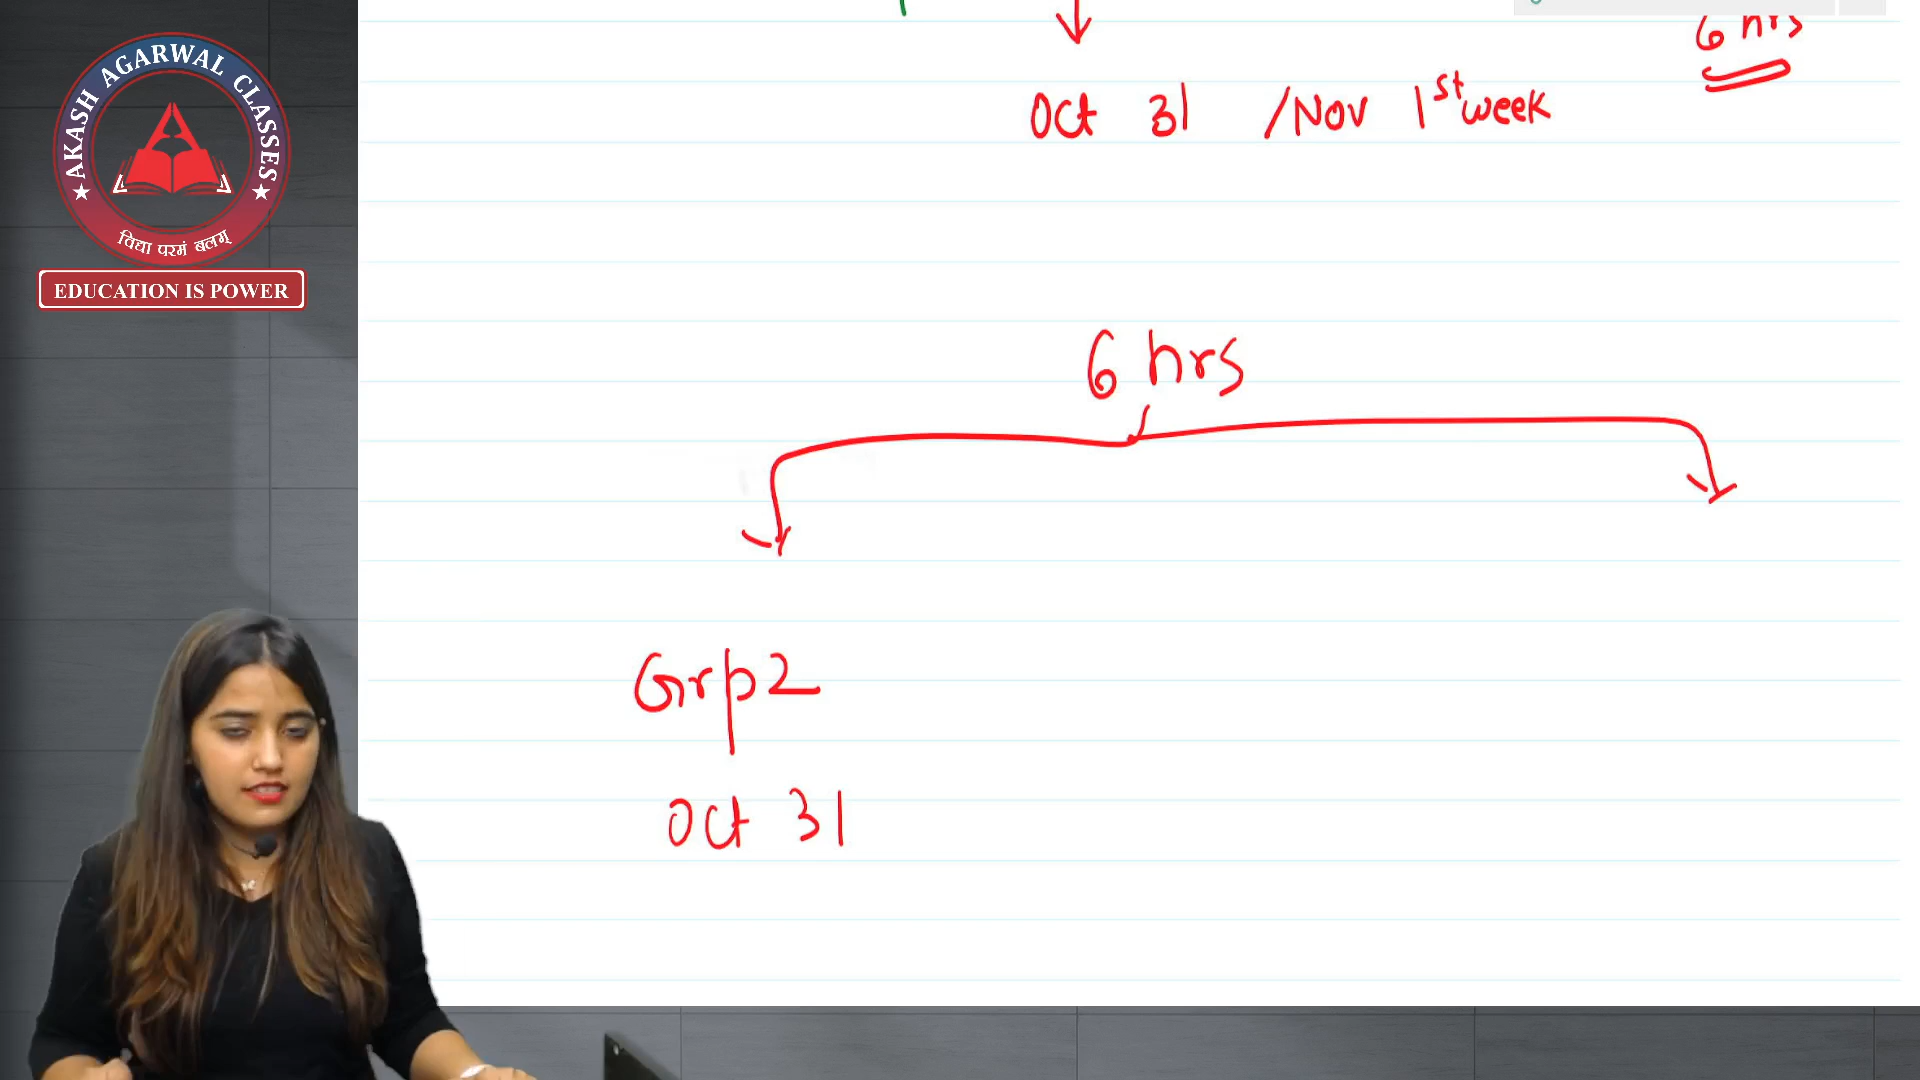 AKASH AGARWAL CLASSES
विद्या परमं बलम्
EDUCATION IS POWER
6 hrs
Oct 31 /Nov 1st week
6 hrs
Grp2
Oct 31